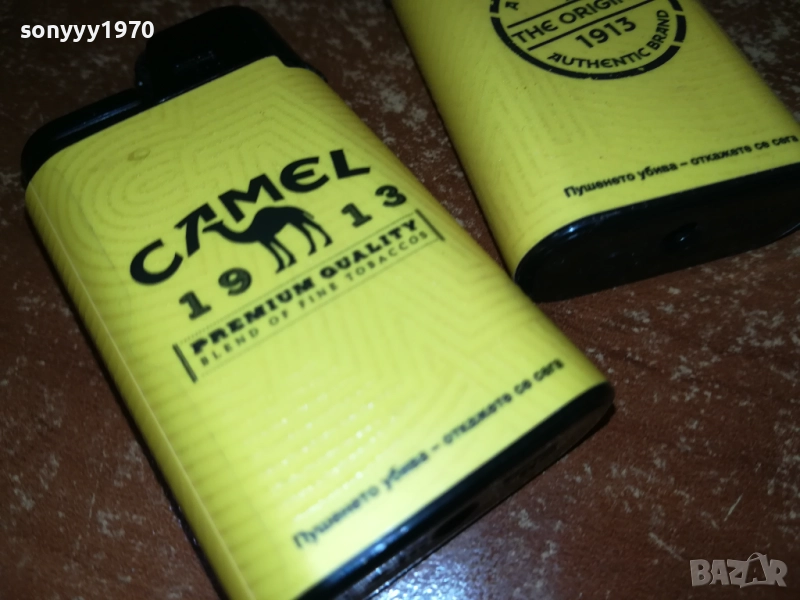 sonyyy1970
CAMEL
1913
PREMIUM QUALITY
BLEND OF FINE TOBACCOS
Пушенето убива – откажете се сега
THE ORIGIN
1913
AUTHENTIC BRAND
Пушенето убива – откажете се сега
BAZAR